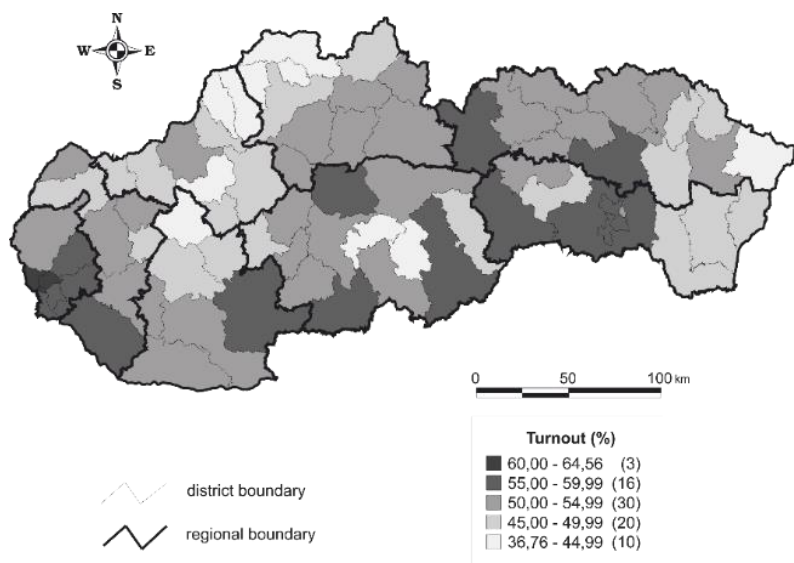 N
W E
S
0 50 100 km
Turnout (%)
60,00 - 64,56 (3)
55,00 - 59,99 (16)
50,00 - 54,99 (30)
45,00 - 49,99 (20)
36,76 - 44,99 (10)
district boundary
regional boundary